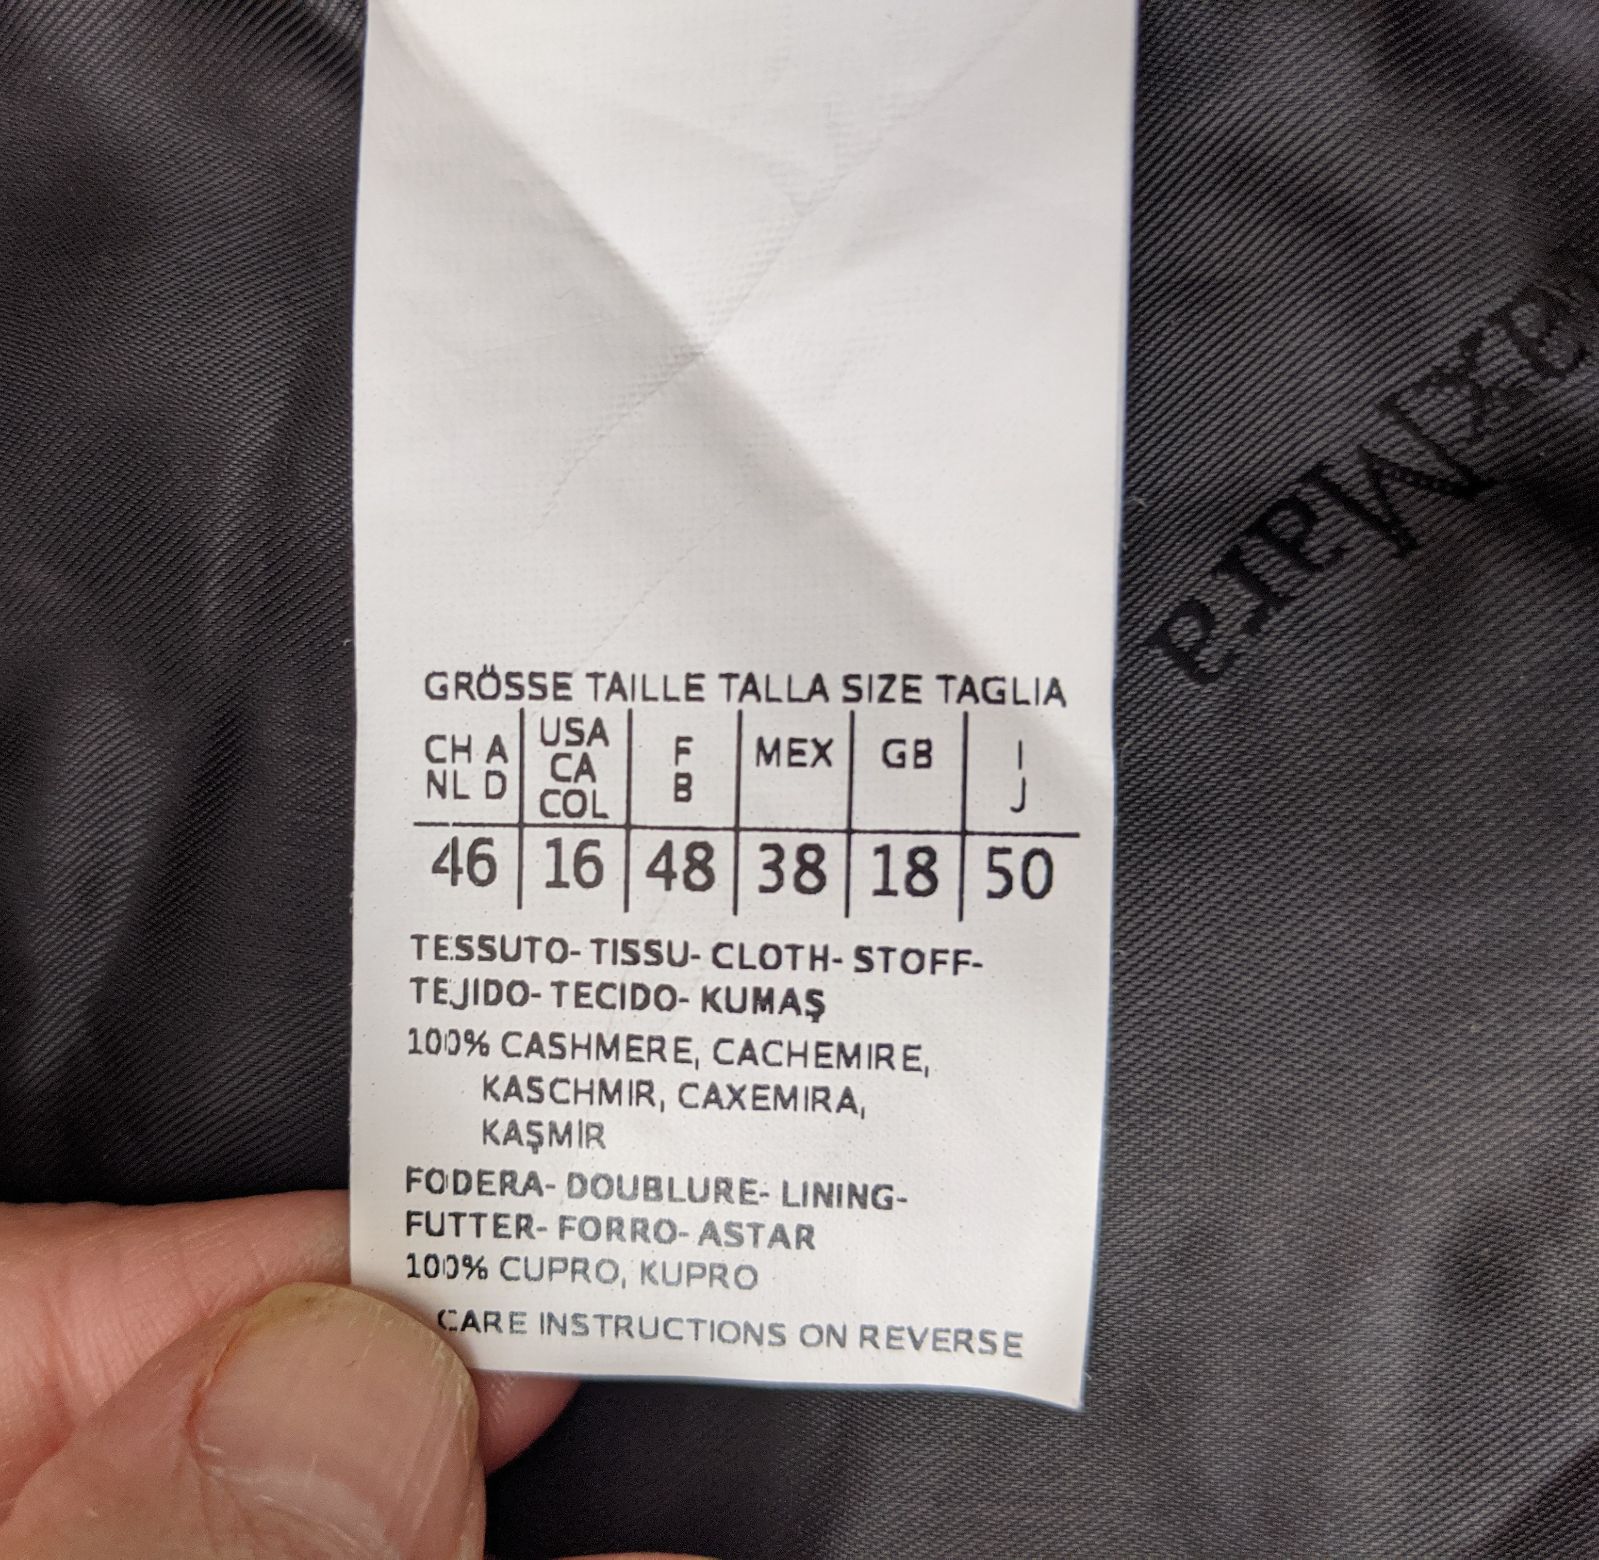 GRÖSSE TAILLE TALLA SIZE TAGLIA
CH A NL D | USA CA COL | F B | MEX | GB | I J
46 | 16 | 48 | 38 | 18 | 50
TESSUTO- TISSU- CLOTH- STOFF-
TEJIDO- TECIDO- KUMAŞ
100% CASHMERE, CACHEMIRE,
KASCHMIR, CAXEMIRA,
KAŞMIR
FODERA- DOUBLURE- LINING-
FUTTER- FORRO- ASTAR
100% CUPRO, KUPRO
CARE INSTRUCTIONS ON REVERSE
axMara